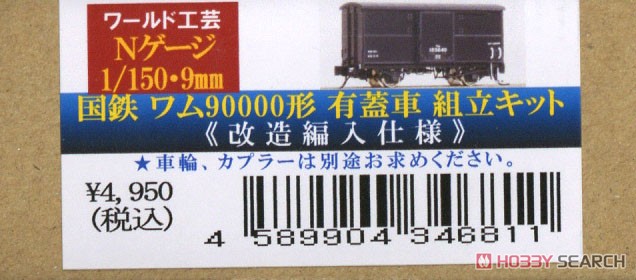 ワールド工芸
Nゲージ
1/150・9mm
国鉄 ワム90000形 有蓋車 組立キット
《改造編入仕様》
★車輪、カプラーは別途お求めください。
¥4,950
(税込)
4 589904 346811
HOBBY SEARCH